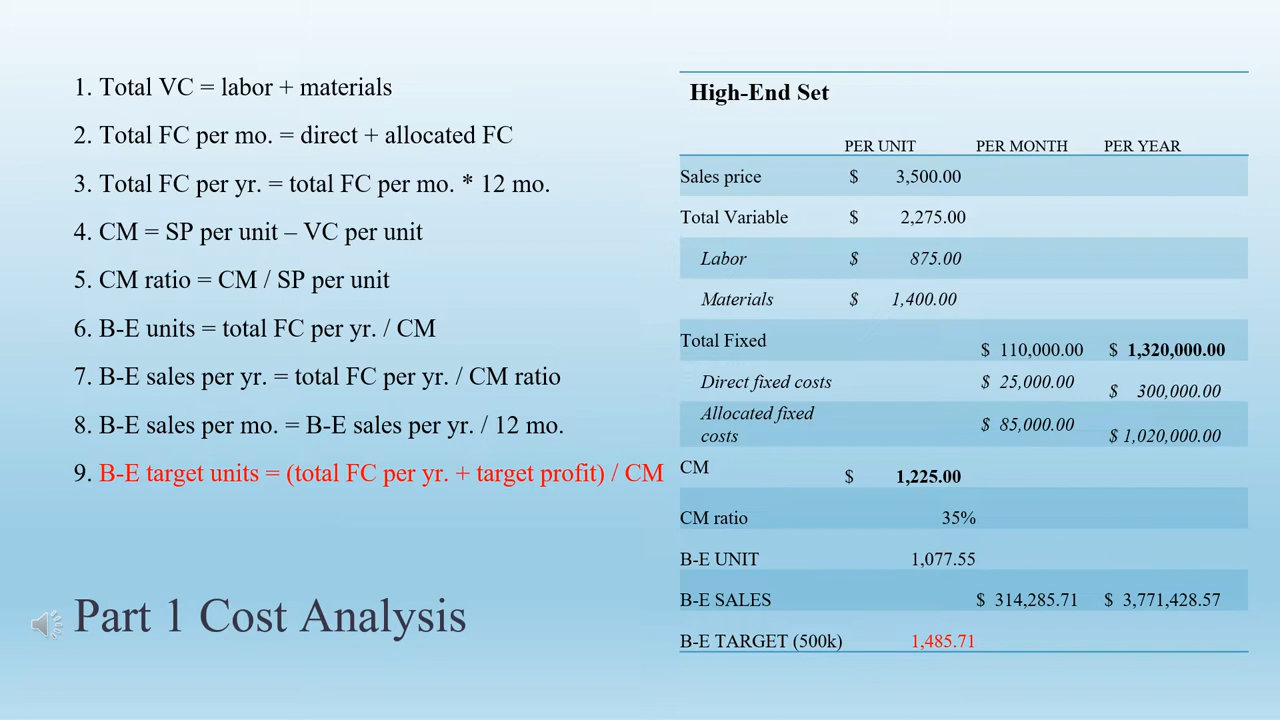 1. Total VC = labor + materials
2. Total FC per mo. = direct + allocated FC
3. Total FC per yr. = total FC per mo. * 12 mo.
4. CM = SP per unit – VC per unit
5. CM ratio = CM / SP per unit
6. B-E units = total FC per yr. / CM
7. B-E sales per yr. = total FC per yr. / CM ratio
8. B-E sales per mo. = B-E sales per yr. / 12 mo.
9. B-E target units = (total FC per yr. + target profit) / CM
Part 1 Cost Analysis
High-End Set
PER UNIT PER MONTH PER YEAR
Sales price $ 3,500.00
Total Variable $ 2,275.00
Labor $ 875.00
Materials $ 1,400.00
Total Fixed $ 110,000.00 $ 1,320,000.00
Direct fixed costs $ 25,000.00 $ 300,000.00
Allocated fixed
costs $ 85,000.00 $ 1,020,000.00
CM $ 1,225.00
CM ratio 35%
B-E UNIT 1,077.55
B-E SALES $ 314,285.71 $ 3,771,428.57
B-E TARGET (500k) 1,485.71